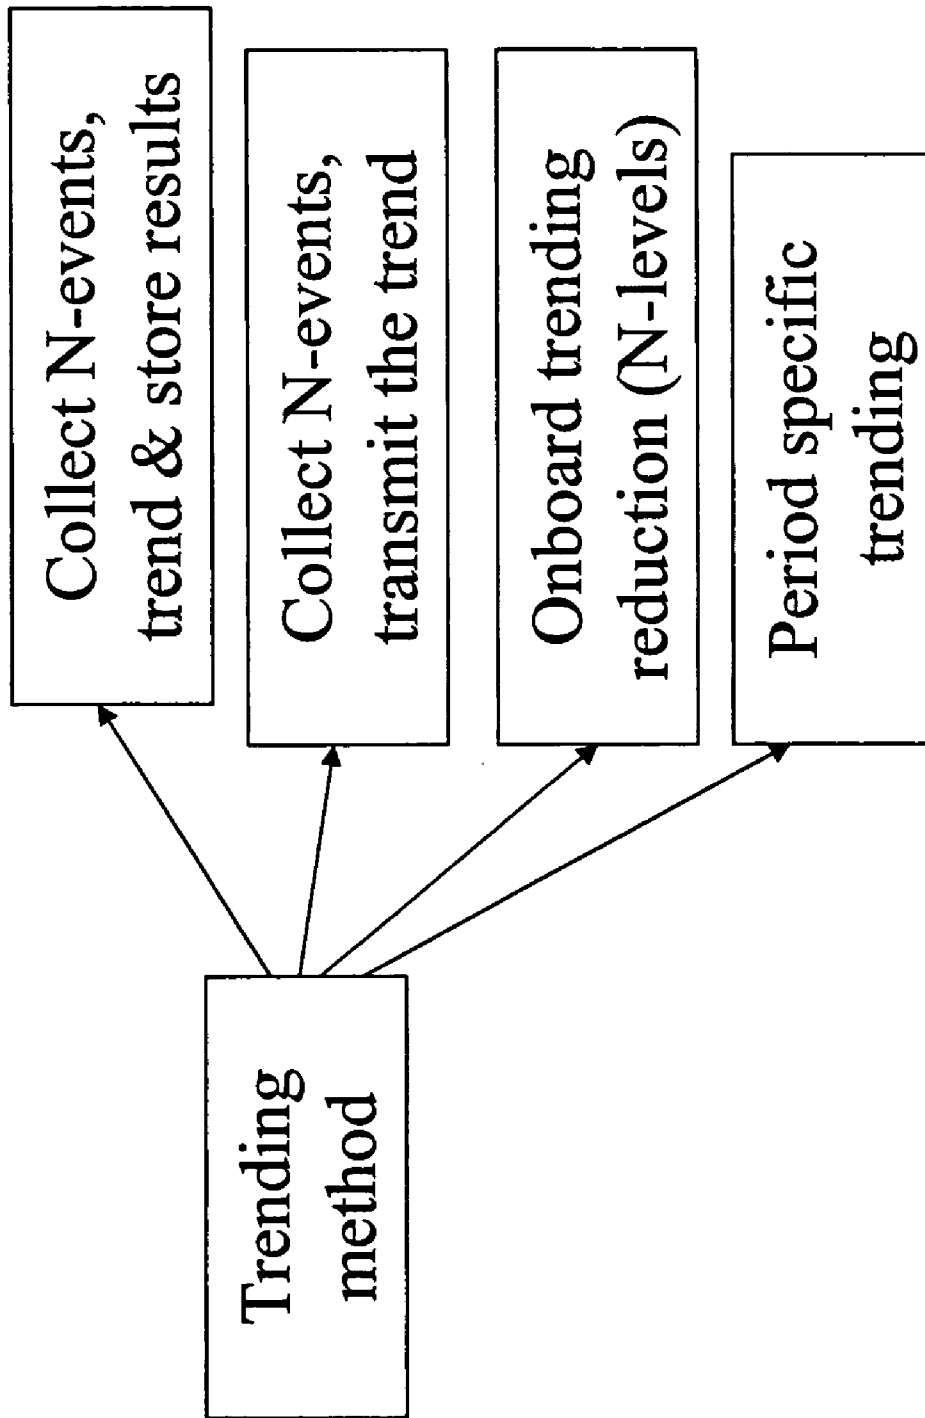 Trending
method
Collect N-events,
trend & store results
Collect N-events,
transmit the trend
Onboard trending
reduction (N-levels)
Period specific
trending